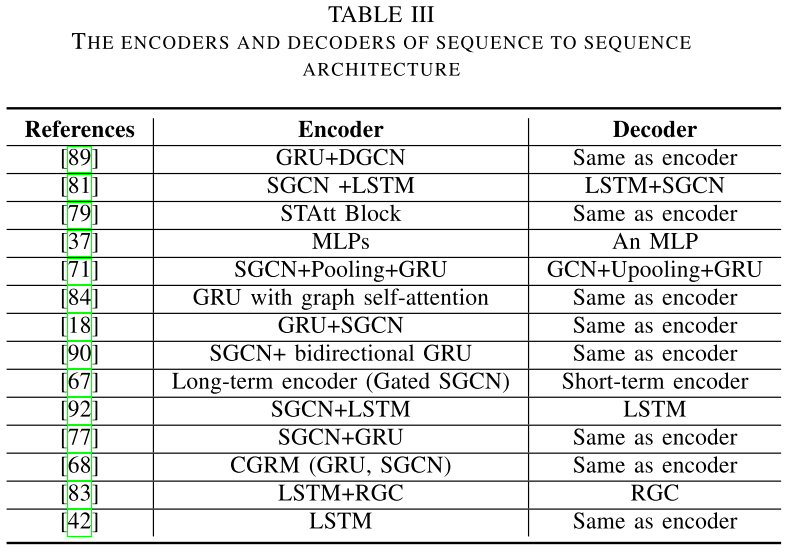 TABLE III
THE ENCODERS AND DECODERS OF SEQUENCE TO SEQUENCE
ARCHITECTURE
References Encoder Decoder
[89] GRU+DGCN Same as encoder
[81] SGCN +LSTM LSTM+SGCN
[79] STAtt Block Same as encoder
[37] MLPs An MLP
[71] SGCN+Pooling+GRU GCN+Upooling+GRU
[84] GRU with graph self-attention Same as encoder
[18] GRU+SGCN Same as encoder
[90] SGCN+ bidirectional GRU Same as encoder
[67] Long-term encoder (Gated SGCN) Short-term encoder
[92] SGCN+LSTM LSTM
[77] SGCN+GRU Same as encoder
[68] CGRM (GRU, SGCN) Same as encoder
[83] LSTM+RGC RGC
[42] LSTM Same as encoder